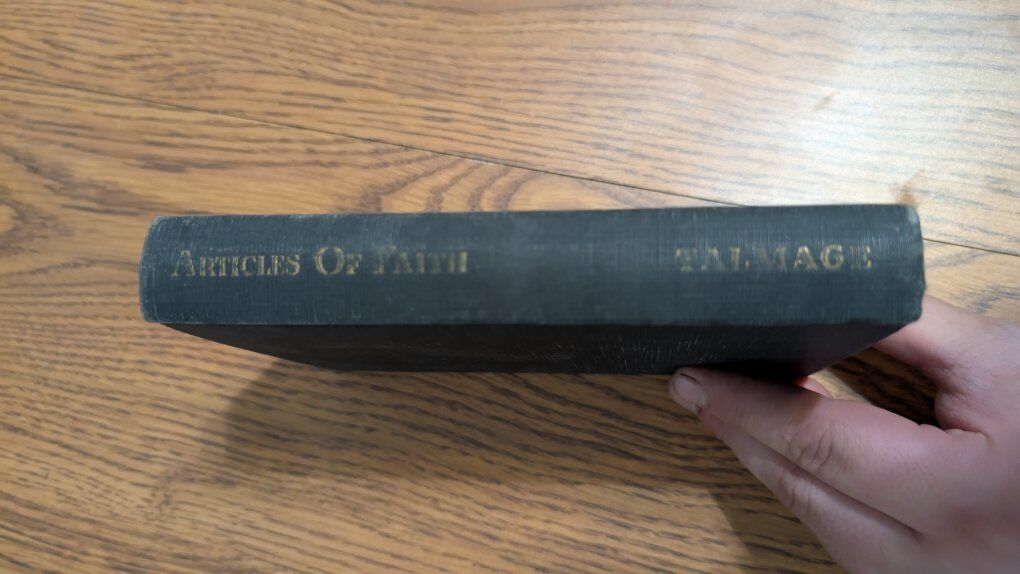 ARTICLES OF FAITH
TALMAGE